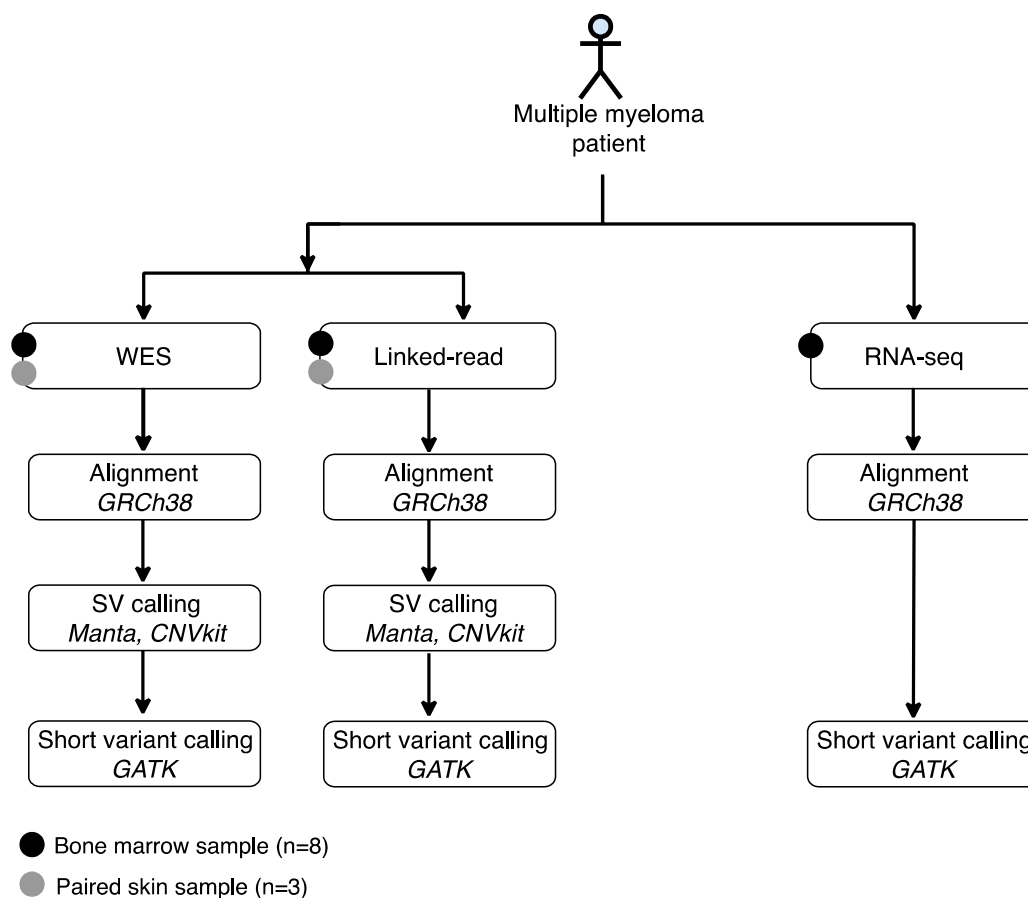 Multiple myeloma
patient
WES
Linked-read
RNA-seq
Alignment
GRCh38
Alignment
GRCh38
Alignment
GRCh38
SV calling
Manta, CNVkit
SV calling
Manta, CNVkit
Short variant calling
GATK
Short variant calling
GATK
Short variant calling
GATK
Bone marrow sample (n=8)
Paired skin sample (n=3)